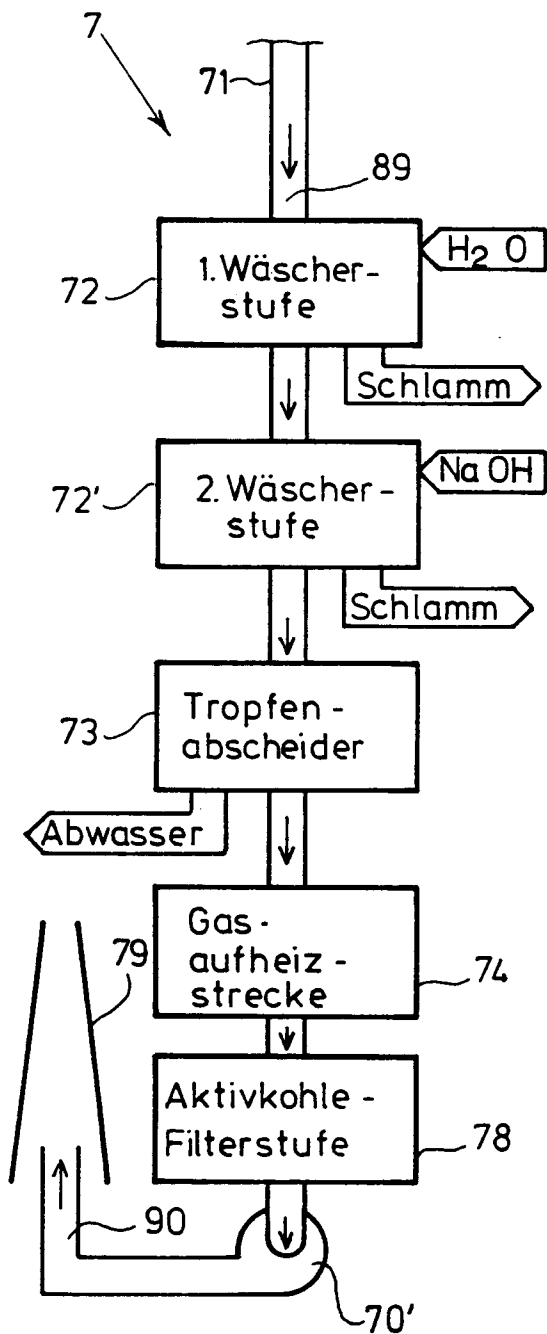 7
71
89
72
1. Wäscher-
stufe
H2O
Schlamm
72'
2. Wäscher-
stufe
NaOH
Schlamm
73
Tropfen-
abscheider
Abwasser
79
Gas-
aufheiz-
strecke
74
Aktivkohle-
Filterstufe
78
90
70'